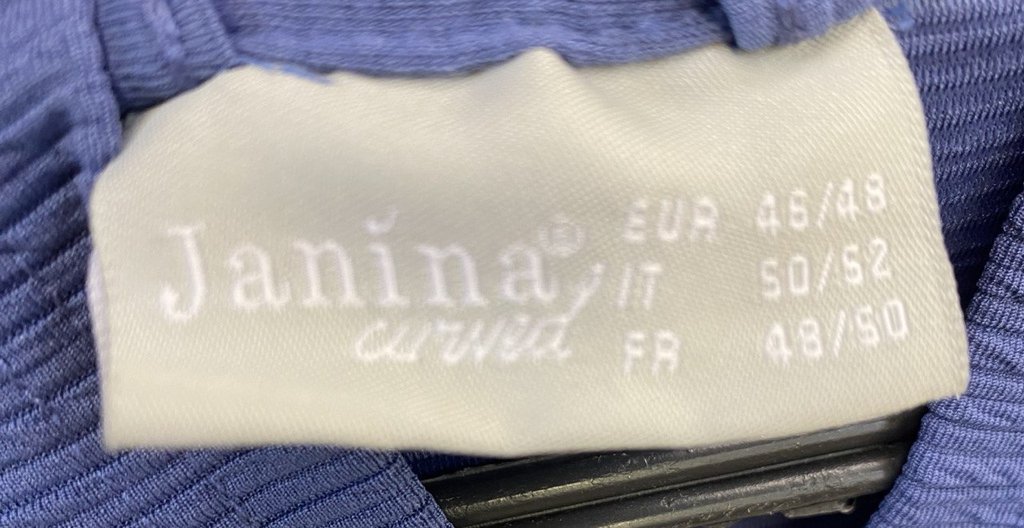 Janina®
curved
EUR 46/48
IT 50/52
FR 48/50